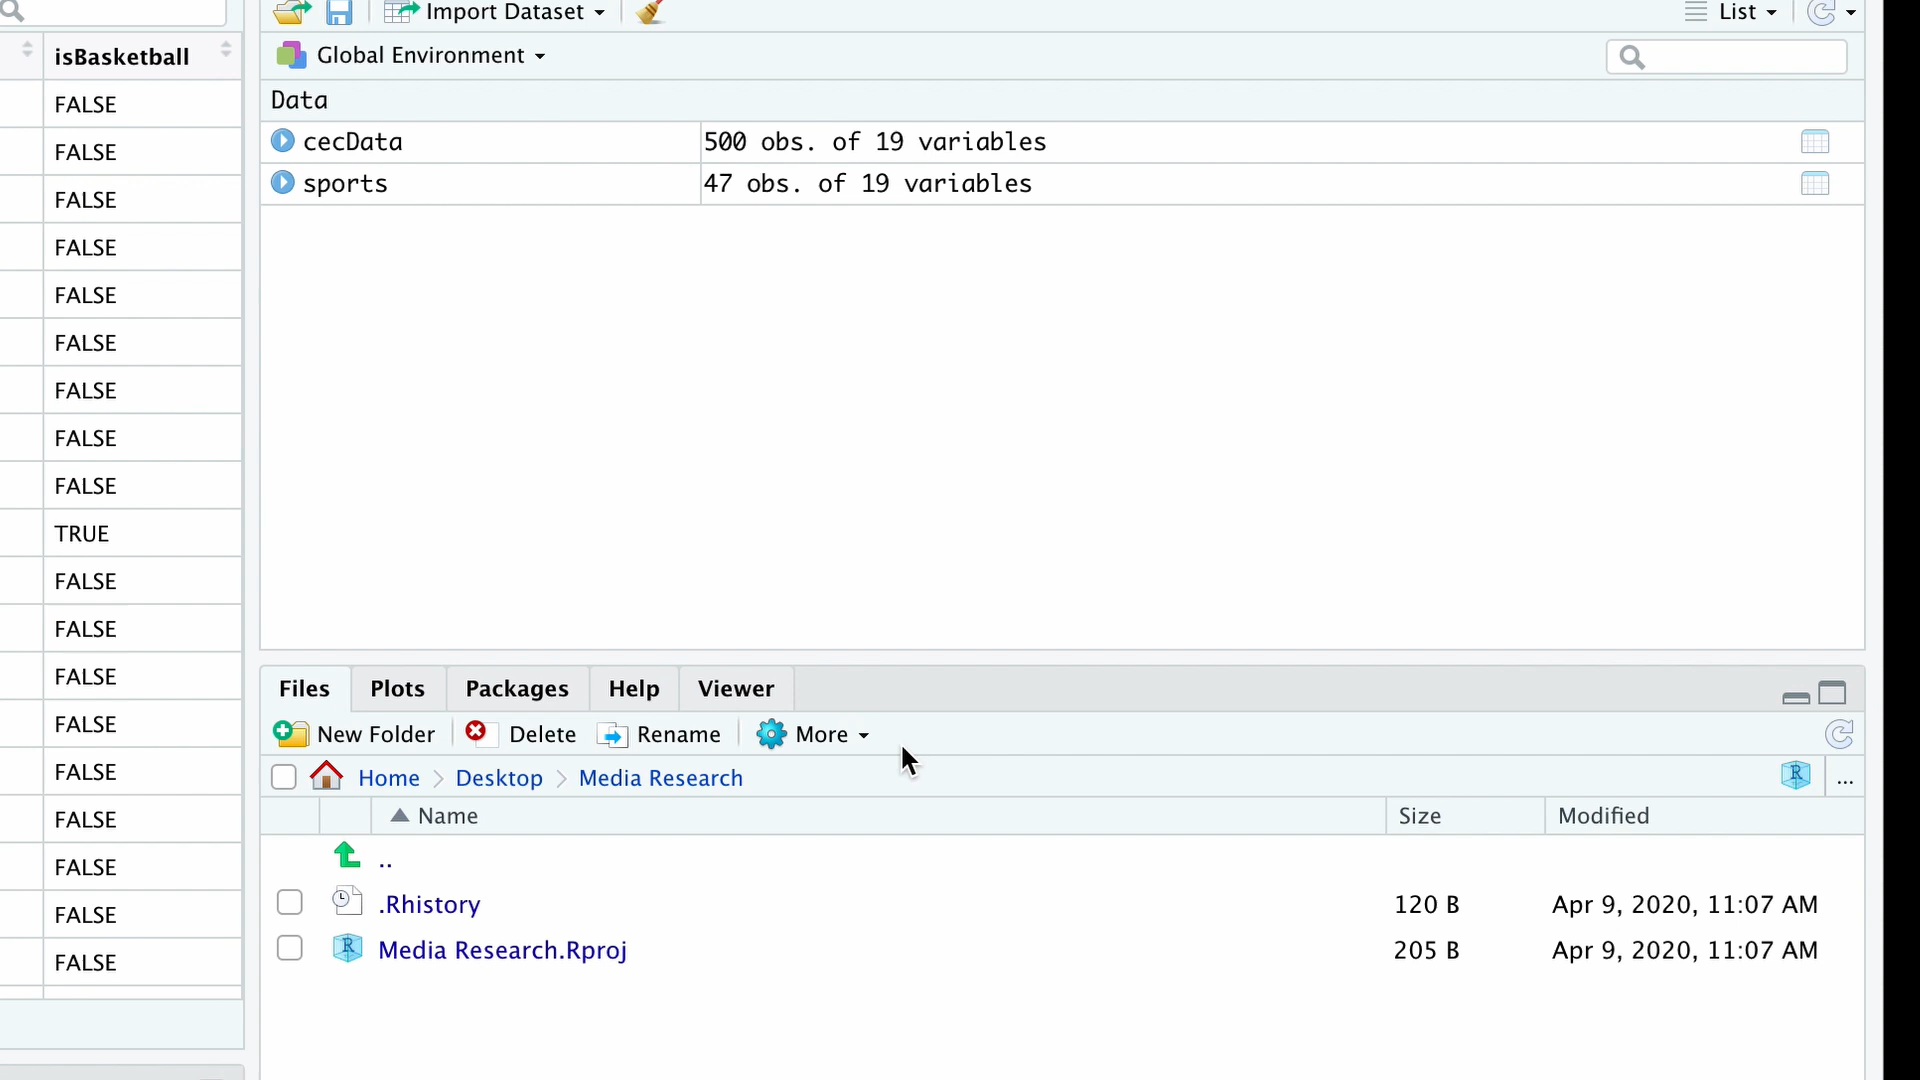 Import Dataset
List
isBasketball
Global Environment
FALSE
Data
FALSE
cecData
500 obs. of 19 variables
FALSE
sports
47 obs. of 19 variables
FALSE
FALSE
FALSE
FALSE
FALSE
FALSE
TRUE
FALSE
FALSE
FALSE
FALSE
FALSE
FALSE
FALSE
FALSE
FALSE
Files
Plots
Packages
Help
Viewer
New Folder
Delete
Rename
More
Home
Desktop
Media Research
R
...
Name
Size
Modified
..
.Rhistory
120 B
Apr 9, 2020, 11:07 AM
R
Media Research.Rproj
205 B
Apr 9, 2020, 11:07 AM